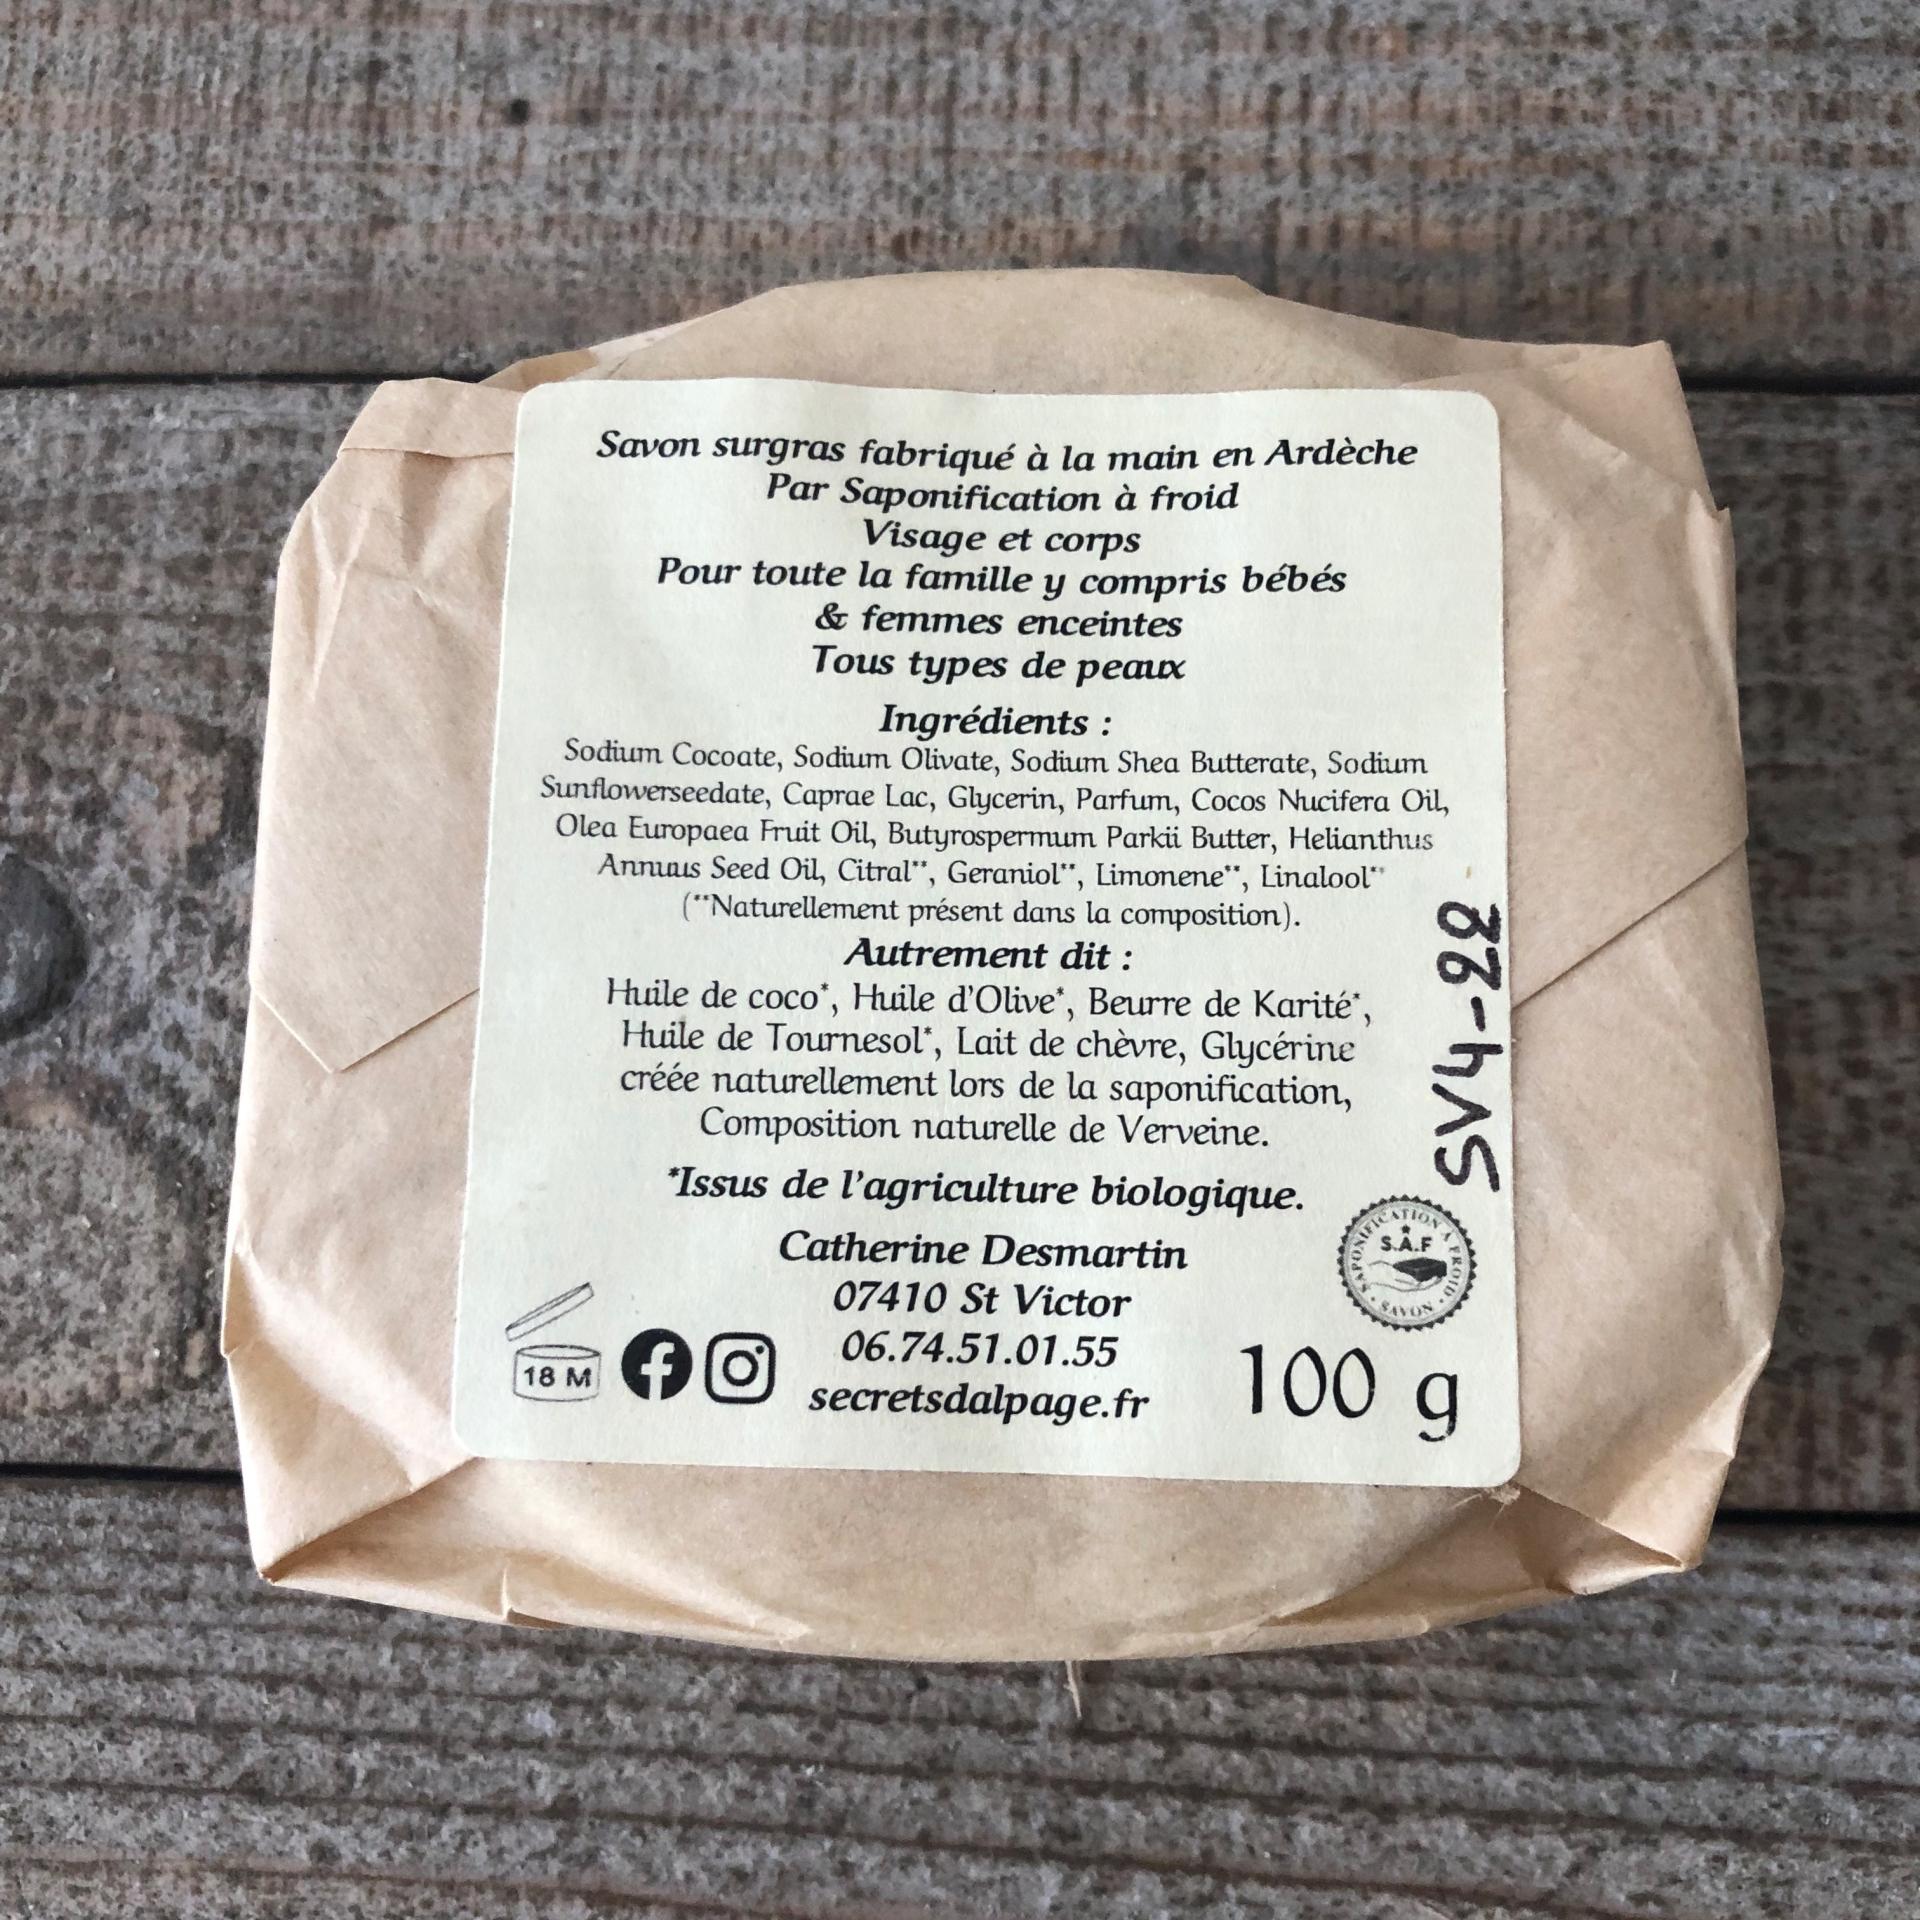 Savon surgras fabriqué à la main en Ardèche
Par Saponification à froid
Visage et corps
Pour toute la famille y compris bébés
& femmes enceintes
Tous types de peaux
Ingrédients :
Sodium Cocoate, Sodium Olivate, Sodium Shea Butterate, Sodium
Sunflowerseedate, Caprae Lac, Glycerin, Parfum, Cocos Nucifera Oil,
Olea Europaea Fruit Oil, Butyrospermum Parkii Butter, Helianthus
Annuus Seed Oil, Citral**, Geraniol**, Limonene**, Linalool**
(**Naturellement présent dans la composition).
Autrement dit :
Huile de coco*, Huile d'Olive*, Beurre de Karité*,
Huile de Tournesol*, Lait de chèvre, Glycérine
créée naturellement lors de la saponification,
Composition naturelle de Verveine.
*Issus de l'agriculture biologique.
Catherine Desmartin
07410 St Victor
06.74.51.01.55
secretsdalpage.fr
18 M
100 g
SV4-22
SAPONIFICATION À FROID
S.A.F
SAVON